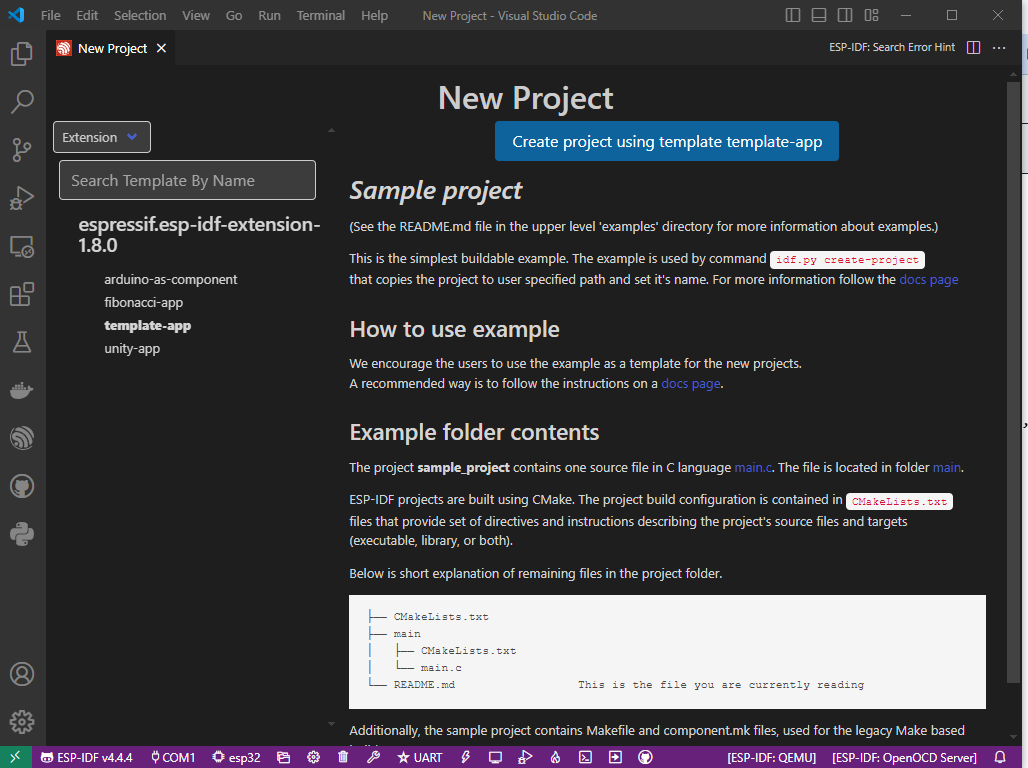 File Edit Selection View Go Run Terminal Help New Project - Visual Studio Code
New Project
ESP-IDF: Search Error Hint
New Project
Extension
Create project using template template-app
Search Template By Name
espressif.esp-idf-extension-
1.8.0
arduino-as-component
fibonacci-app
template-app
unity-app
Sample project
(See the README.md file in the upper level 'examples' directory for more information about examples.)
This is the simplest buildable example. The example is used by command idf.py create-project
that copies the project to user specified path and set it's name. For more information follow the docs page
How to use example
We encourage the users to use the example as a template for the new projects.
A recommended way is to follow the instructions on a docs page.
Example folder contents
The project sample_project contains one source file in C language main.c. The file is located in folder main.
ESP-IDF projects are built using CMake. The project build configuration is contained in CMakeLists.txt
files that provide set of directives and instructions describing the project's source files and targets
(executable, library, or both).
Below is short explanation of remaining files in the project folder.
├── CMakeLists.txt
├── main
│   ├── CMakeLists.txt
│   └── main.c
└── README.md                  This is the file you are currently reading
Additionally, the sample project contains Makefile and component.mk files, used for the legacy Make based
ESP-IDF v4.4.4 COM1 esp32 UART [ESP-IDF: QEMU] [ESP-IDF: OpenOCD Server]